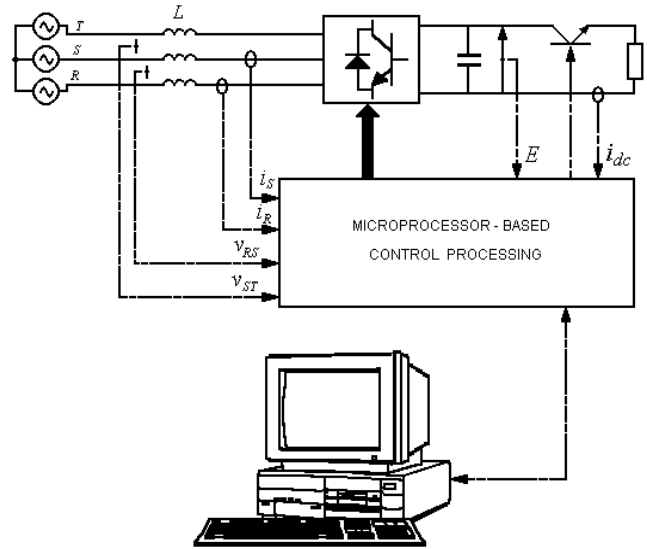 T
L
S
R
E
i_dc
i_S
i_R
v_RS
v_ST
MICROPROCESSOR - BASED
CONTROL PROCESSING